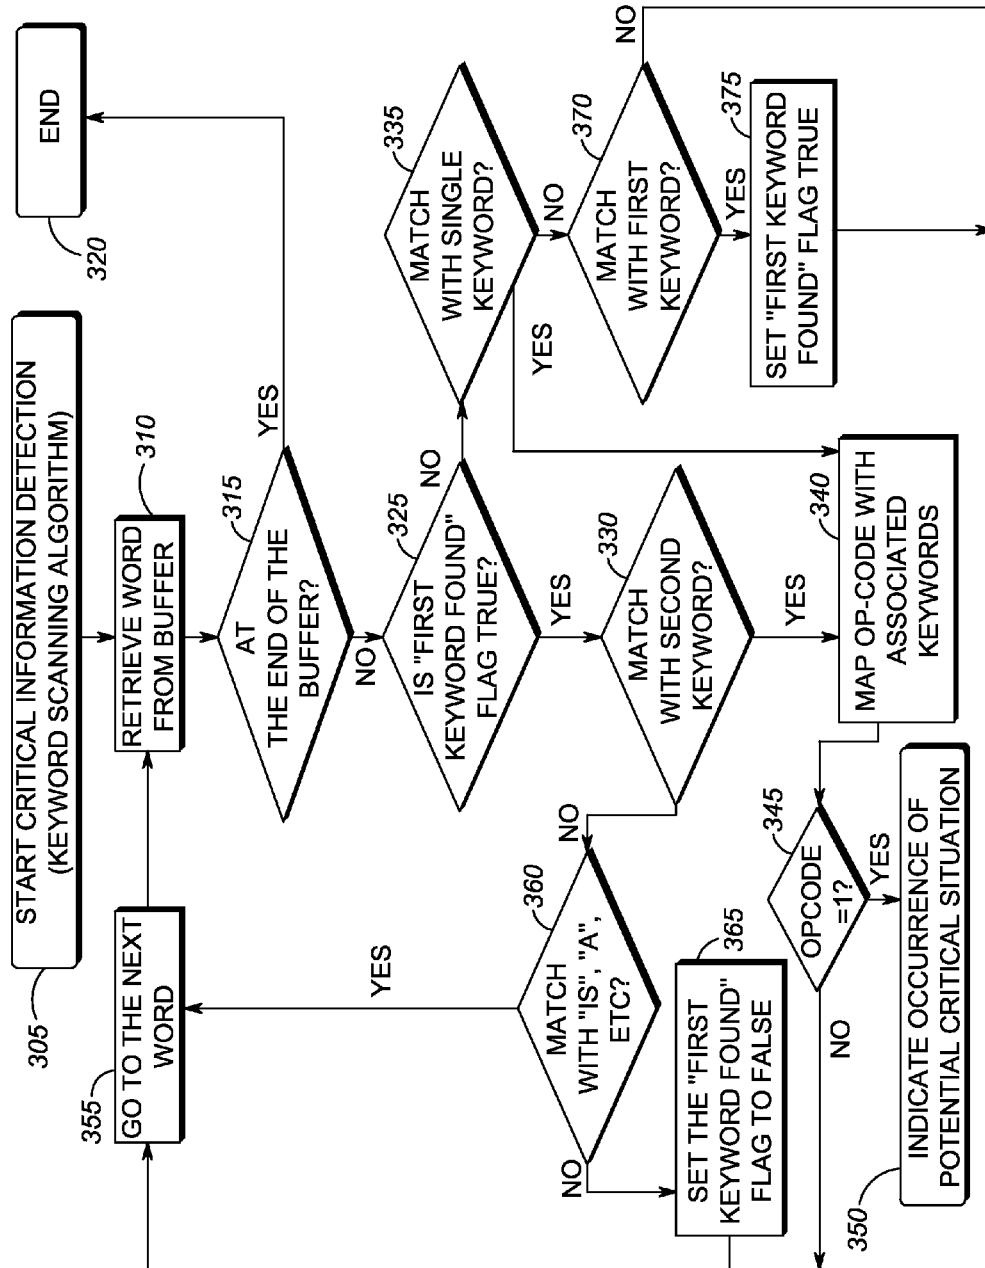 START CRITICAL INFORMATION DETECTION
(KEYWORD SCANNING ALGORITHM)
305
END
320
RETRIEVE WORD
FROM BUFFER
310
AT
THE END OF THE
BUFFER?
315
YES
NO
IS "FIRST
KEYWORD FOUND"
FLAG TRUE?
325
NO
YES
MATCH
WITH SECOND
KEYWORD?
330
NO
YES
MATCH
WITH SINGLE
KEYWORD?
335
YES
NO
MAP OP-CODE WITH
ASSOCIATED
KEYWORDS
340
OPCODE
=1?
345
YES
NO
INDICATE OCCURRENCE OF
POTENTIAL CRITICAL SITUATION
350
GO TO THE NEXT
WORD
355
MATCH
WITH "IS", "A",
ETC?
360
YES
NO
SET THE "FIRST
KEYWORD FOUND"
FLAG TO FALSE
365
MATCH
WITH FIRST
KEYWORD?
370
NO
YES
SET "FIRST KEYWORD
FOUND" FLAG TRUE
375